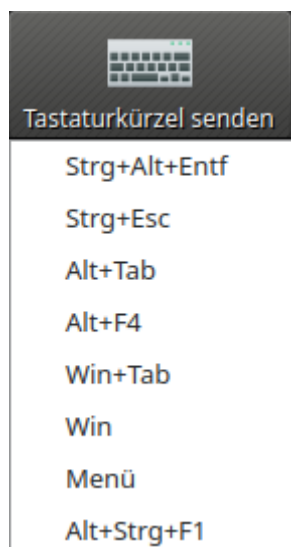 Tastaturkürzel senden
Strg+Alt+Entf
Strg+Esc
Alt+Tab
Alt+F4
Win+Tab
Win
Menü
Alt+Strg+F1